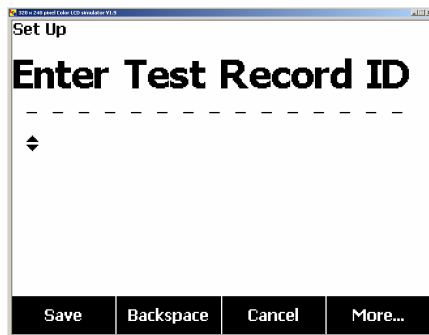 320 x 240 pixel Color LCD simulator V1.9
Set Up
Enter Test Record ID
_ _ _ _ _ _ _ _ _ _ _ _ _ _ _
Save Backspace Cancel More...